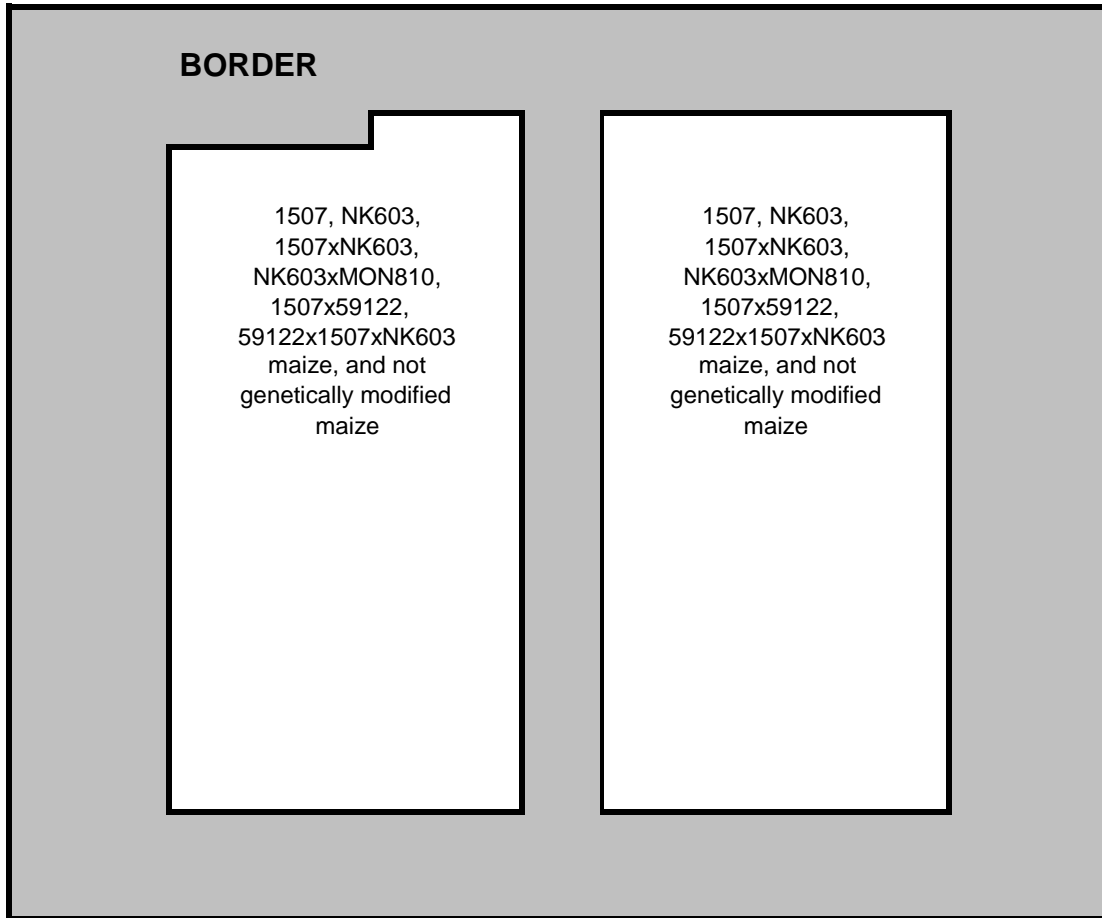 BORDER
1507, NK603,
1507xNK603,
NK603xMON810,
1507x59122,
59122x1507xNK603
maize, and not
genetically modified
maize
1507, NK603,
1507xNK603,
NK603xMON810,
1507x59122,
59122x1507xNK603
maize, and not
genetically modified
maize